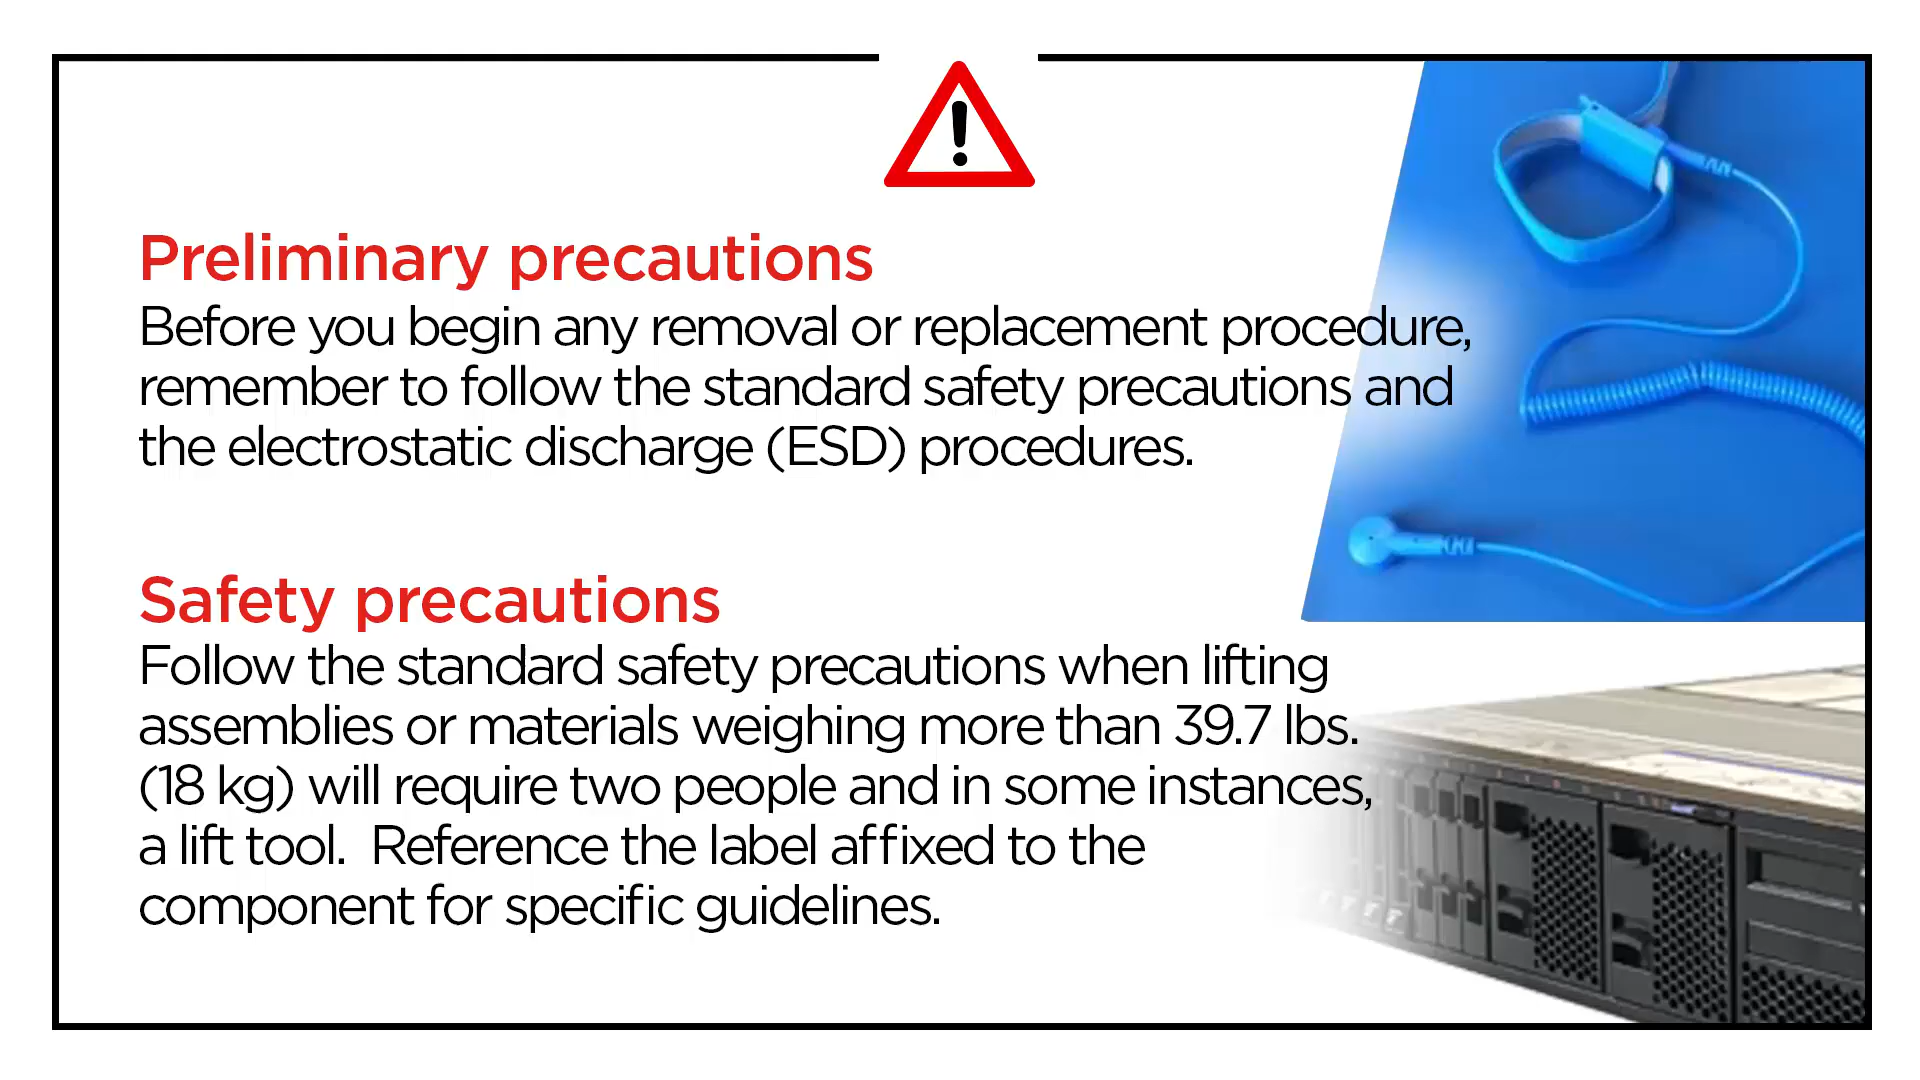 Preliminary precautions
Before you begin any removal or replacement procedure,
remember to follow the standard safety precautions and
the electrostatic discharge (ESD) procedures.
Safety precautions
Follow the standard safety precautions when lifting
assemblies or materials weighing more than 39.7 lbs.
(18 kg) will require two people and in some instances,
a lift tool.  Reference the label affixed to the
component for specific guidelines.